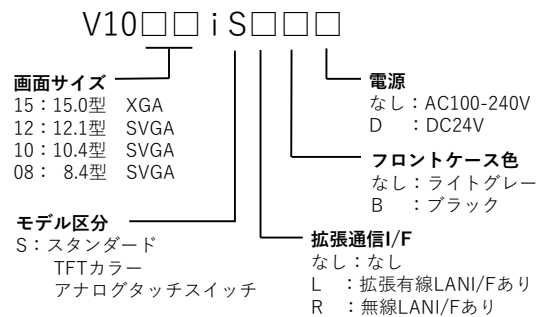 V10□□iS□□□
画面サイズ
15：15.0型 XGA
12：12.1型 SVGA
10：10.4型 SVGA
08： 8.4型 SVGA
モデル区分
S：スタンダード
TFTカラー
アナログタッチスイッチ
電源
なし：AC100-240V
D ：DC24V
フロントケース色
なし：ライトグレー
B ：ブラック
拡張通信I/F
なし：なし
L ：拡張有線LANI/Fあり
R ：無線LANI/Fあり